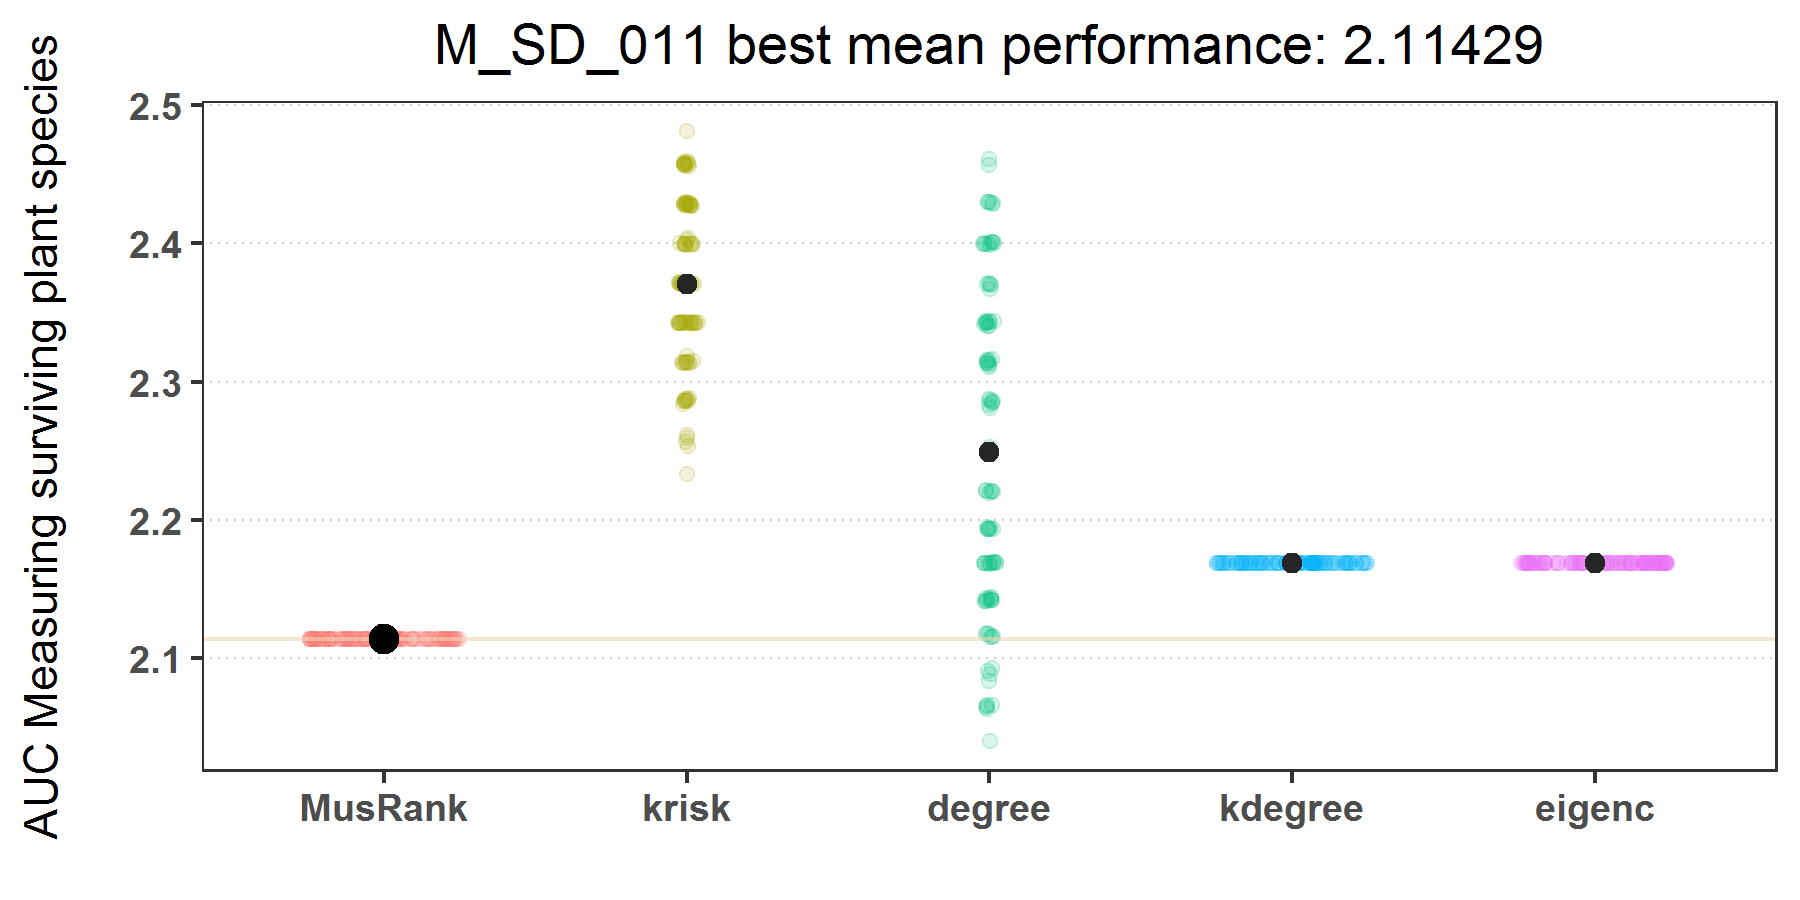 M_SD_011 best mean performance: 2.11429
AUC Measuring surviving plant species
2.5
2.4
2.3
2.2
2.1
MusRank krisk degree kdegree eigenc